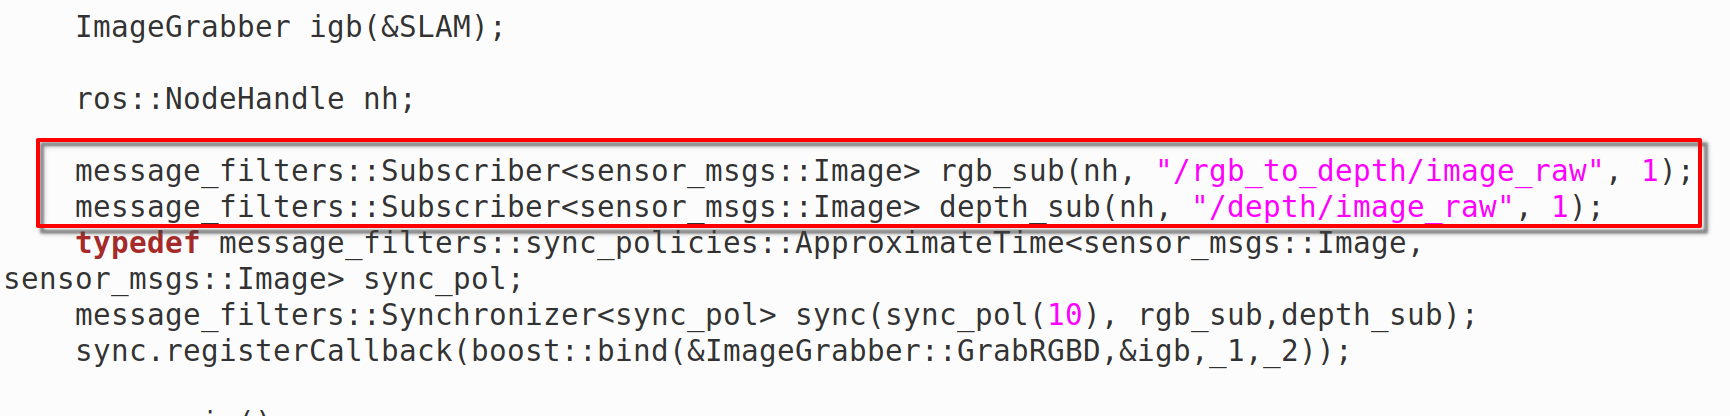 ImageGrabber igb(&SLAM);
ros::NodeHandle nh;
message_filters::Subscriber<sensor_msgs::Image> rgb_sub(nh, "/rgb_to_depth/image_raw", 1);
message_filters::Subscriber<sensor_msgs::Image> depth_sub(nh, "/depth/image_raw", 1);
typedef message_filters::sync_policies::ApproximateTime<sensor_msgs::Image,
sensor_msgs::Image> sync_pol;
message_filters::Synchronizer<sync_pol> sync(sync_pol(10), rgb_sub,depth_sub);
sync.registerCallback(boost::bind(&ImageGrabber::GrabRGBD,&igb,_1,_2));